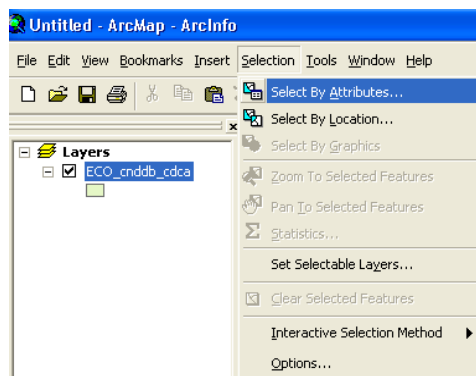 Untitled - ArcMap - ArcInfo
File Edit View Bookmarks Insert Selection Tools Window Help
Select By Attributes...
Select By Location...
Layers
Select By Graphics
ECO_cnddb_cdca
Zoom To Selected Features
Pan To Selected Features
Statistics...
Set Selectable Layers...
Clear Selected Features
Interactive Selection Method
Options...